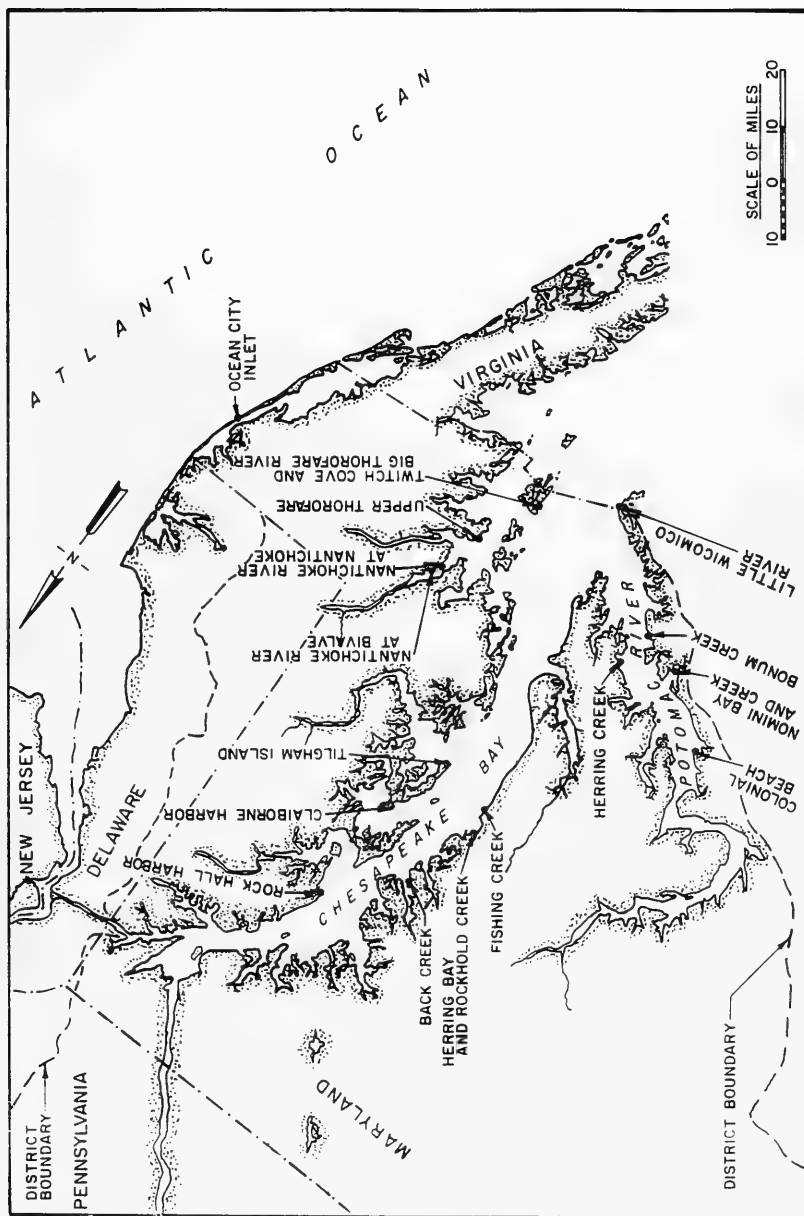 NEW JERSEY
DELAWARE
ATLANTIC
OCEAN
N
OCEAN CITY
INLET
VIRGINIA
SCALE OF MILES
10 0 10 20
TWITCH COVE AND
BIG THOROFARE RIVER
UPPER THOROFARE
NANTICHOKE RIVER
AT NANTICHOKE
NANTICHOKE RIVER
AT BIVALVE
TILGHAM ISLAND
CLAIBORNE HARBOR
ROCK HALL HARBOR
CHESAPEAKE
BAY
DISTRICT
BOUNDARY
PENNSYLVANIA
MARYLAND
BACK CREEK
HERRING BAY
AND ROCKHOLD CREEK
FISHING CREEK
HERRING CREEK
POTOMAC RIVER
LITTLE WICOMICO
RIVER
BONUM CREEK
NOMINI BAY
AND CREEK
COLONIAL
BEACH
DISTRICT BOUNDARY